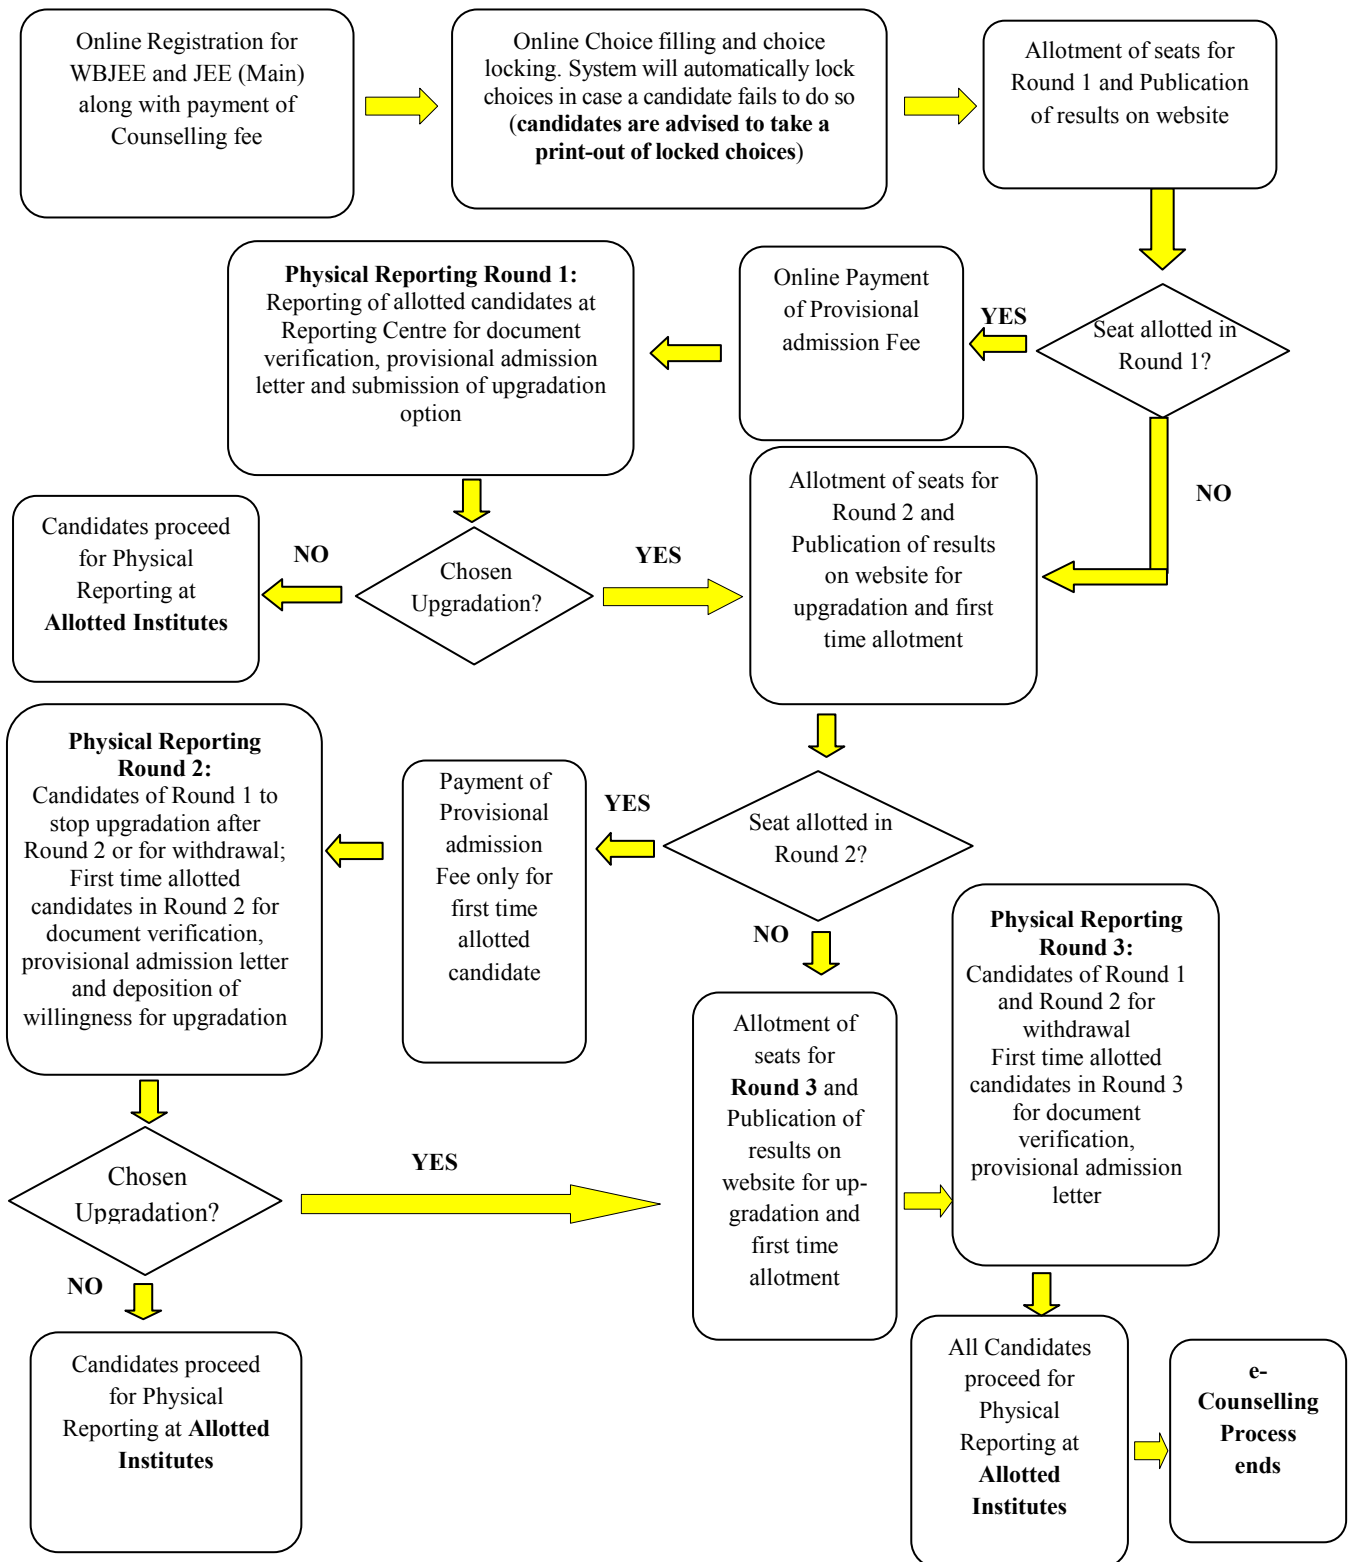 Online Registration for
WBJEE and JEE (Main)
along with payment of
Counselling fee
Online Choice filling and choice
locking. System will automatically lock
choices in case a candidate fails to do so
(candidates are advised to take a
print-out of locked choices)
Allotment of seats for
Round 1 and Publication
of results on website
Seat allotted in
Round 1?
YES
NO
Online Payment
of Provisional
admission Fee
Physical Reporting Round 1:
Reporting of allotted candidates at
Reporting Centre for document
verification, provisional admission
letter and submission of upgradation
option
Chosen
Upgradation?
NO
YES
Candidates proceed
for Physical
Reporting at
Allotted Institutes
Allotment of seats for
Round 2 and
Publication of results
on website for
upgradation and first
time allotment
Seat allotted in
Round 2?
YES
NO
Payment of
Provisional
admission
Fee only for
first time
allotted
candidate
Physical Reporting
Round 2:
Candidates of Round 1 to
stop upgradation after
Round 2 or for withdrawal;
First time allotted
candidates in Round 2 for
document verification,
provisional admission letter
and deposition of
willingness for upgradation
Chosen
Upgradation?
YES
NO
Candidates proceed
for Physical
Reporting at Allotted
Institutes
Allotment of
seats for
Round 3 and
Publication of
results on
website for up-
gradation and
first time
allotment
Physical Reporting
Round 3:
Candidates of Round 1
and Round 2 for
withdrawal
First time allotted
candidates in Round 3
for document
verification,
provisional admission
letter
All Candidates
proceed for
Physical
Reporting at
Allotted
Institutes
e-
Counselling
Process
ends